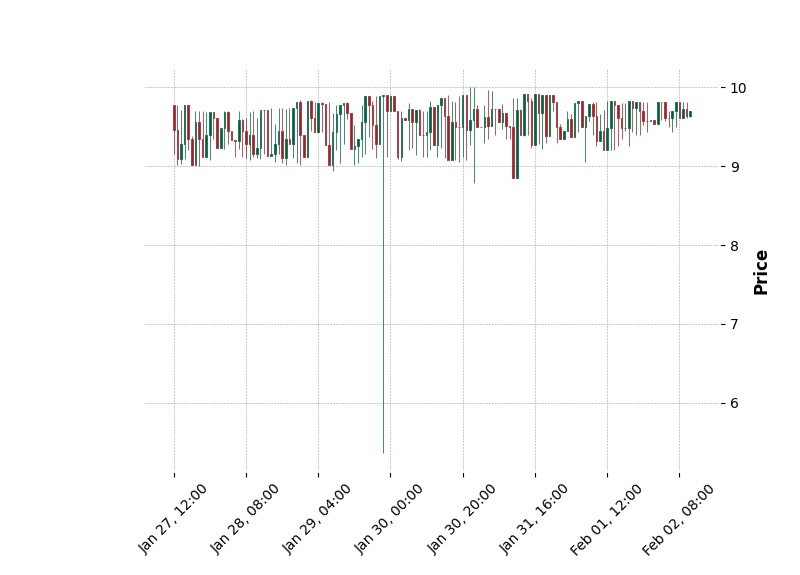 10
9
8
7
6
Price
Jan 27, 12:00
Jan 28, 08:00
Jan 29, 04:00
Jan 30, 00:00
Jan 30, 20:00
Jan 31, 16:00
Feb 01, 12:00
Feb 02, 08:00